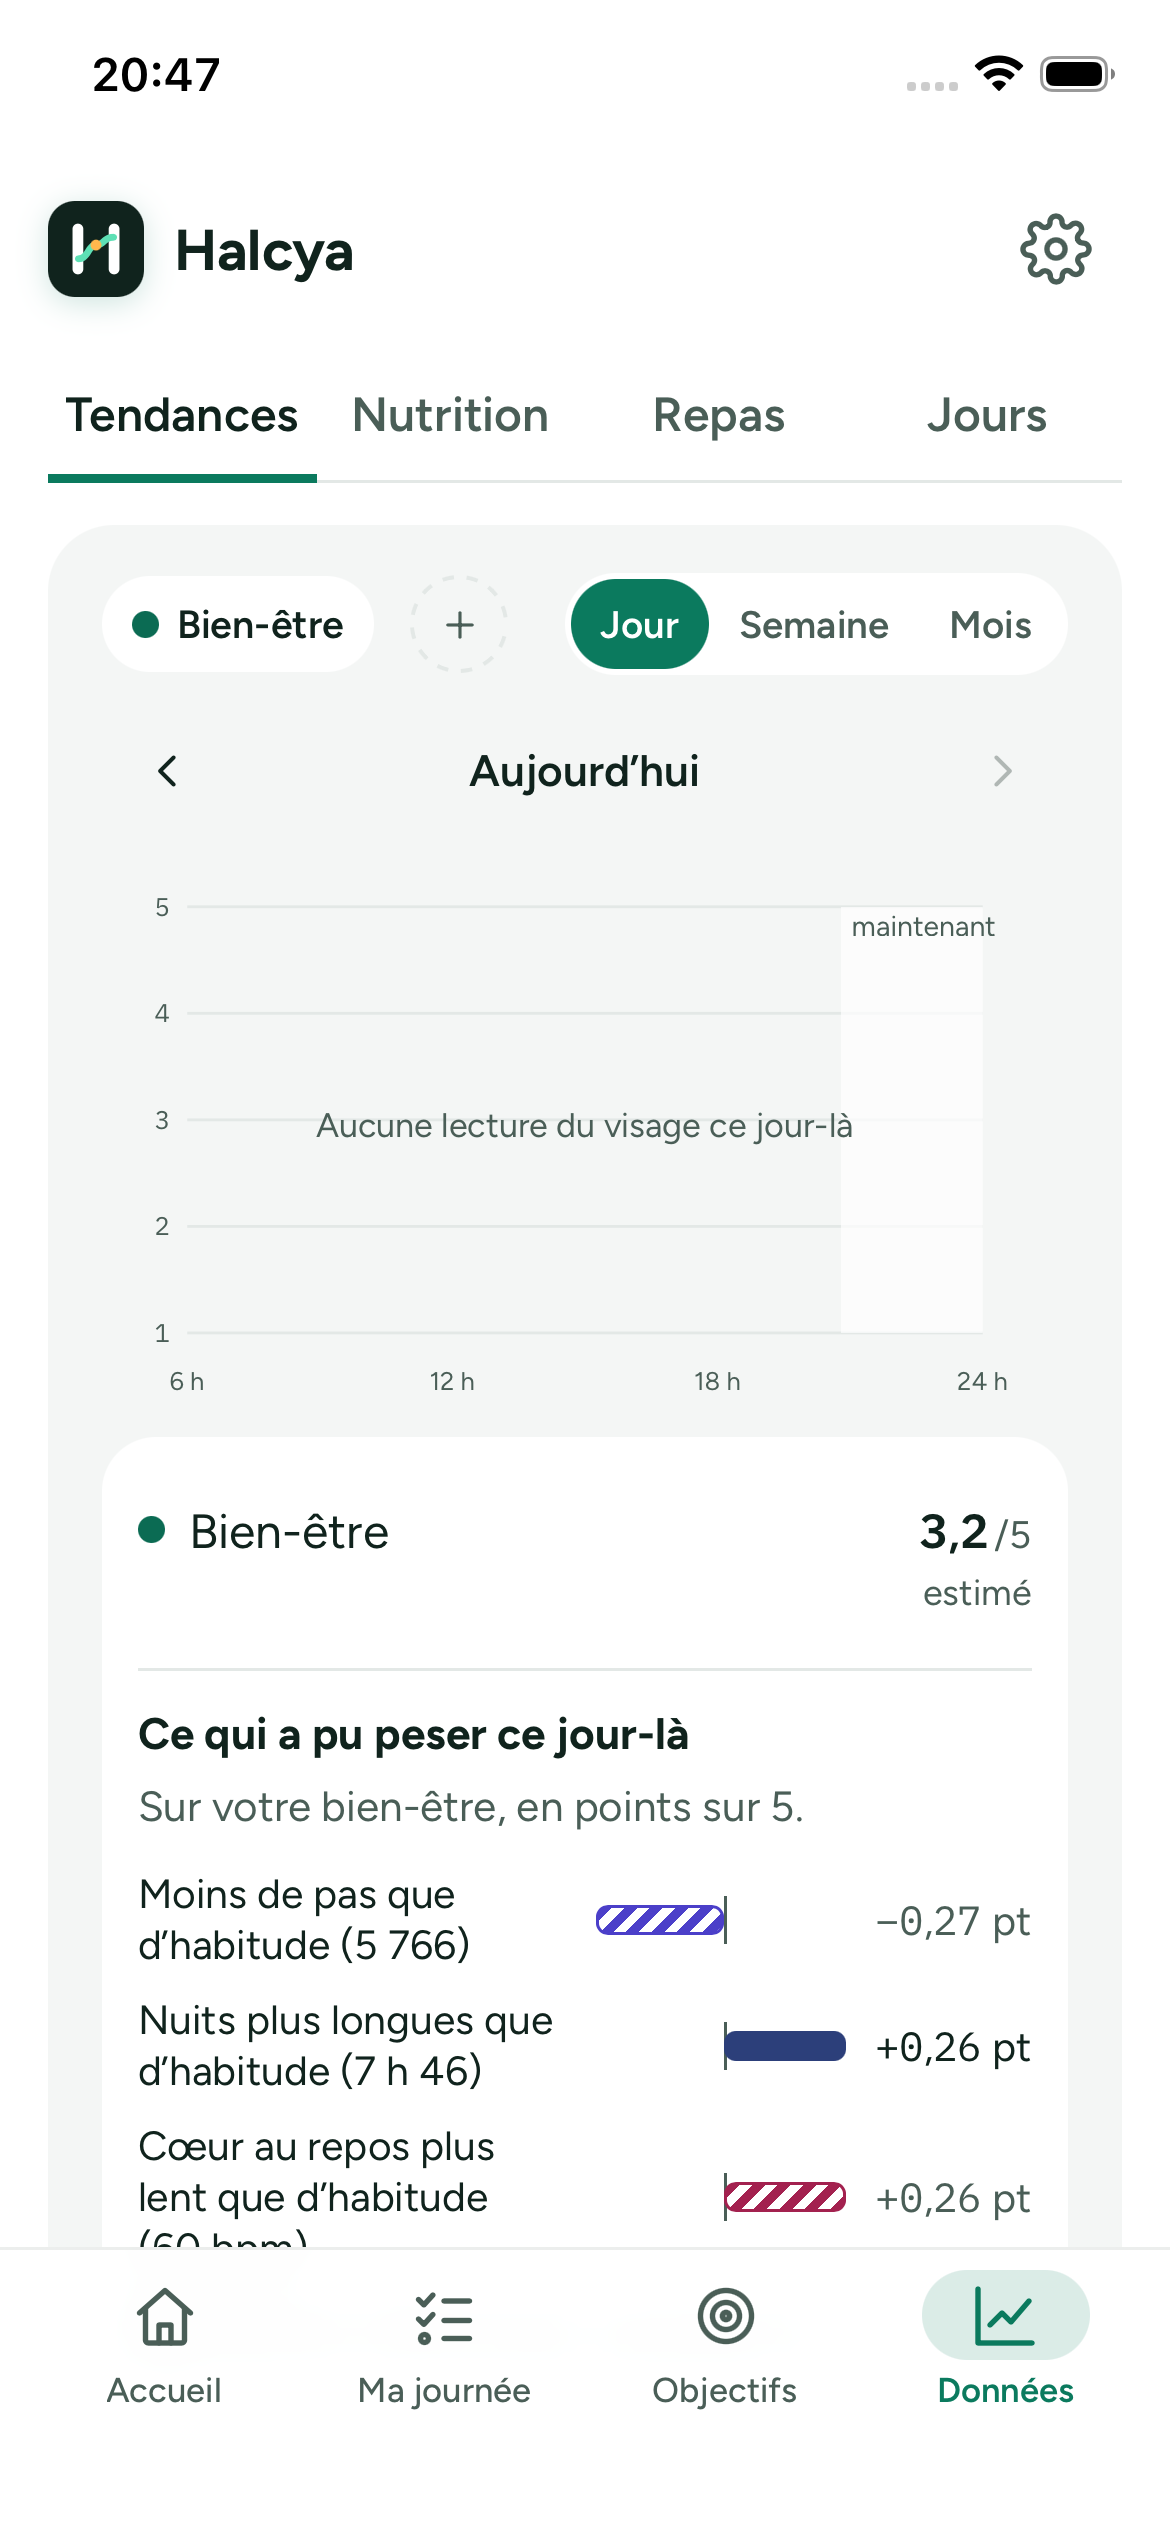 20:47
Halcya
Tendances Nutrition Repas Jours
Bien-être + Jour Semaine Mois
Aujourd’hui
5
maintenant
4
3
Aucune lecture du visage ce jour-là
2
1
6 h 12 h 18 h 24 h
Bien-être 3,2 /5
estimé
Ce qui a pu peser ce jour-là
Sur votre bien-être, en points sur 5.
Moins de pas que
d’habitude (5 766) −0,27 pt
Nuits plus longues que
d’habitude (7 h 46) +0,26 pt
Cœur au repos plus
lent que d’habitude +0,26 pt
(60 bpm)
Accueil Ma journée Objectifs Données